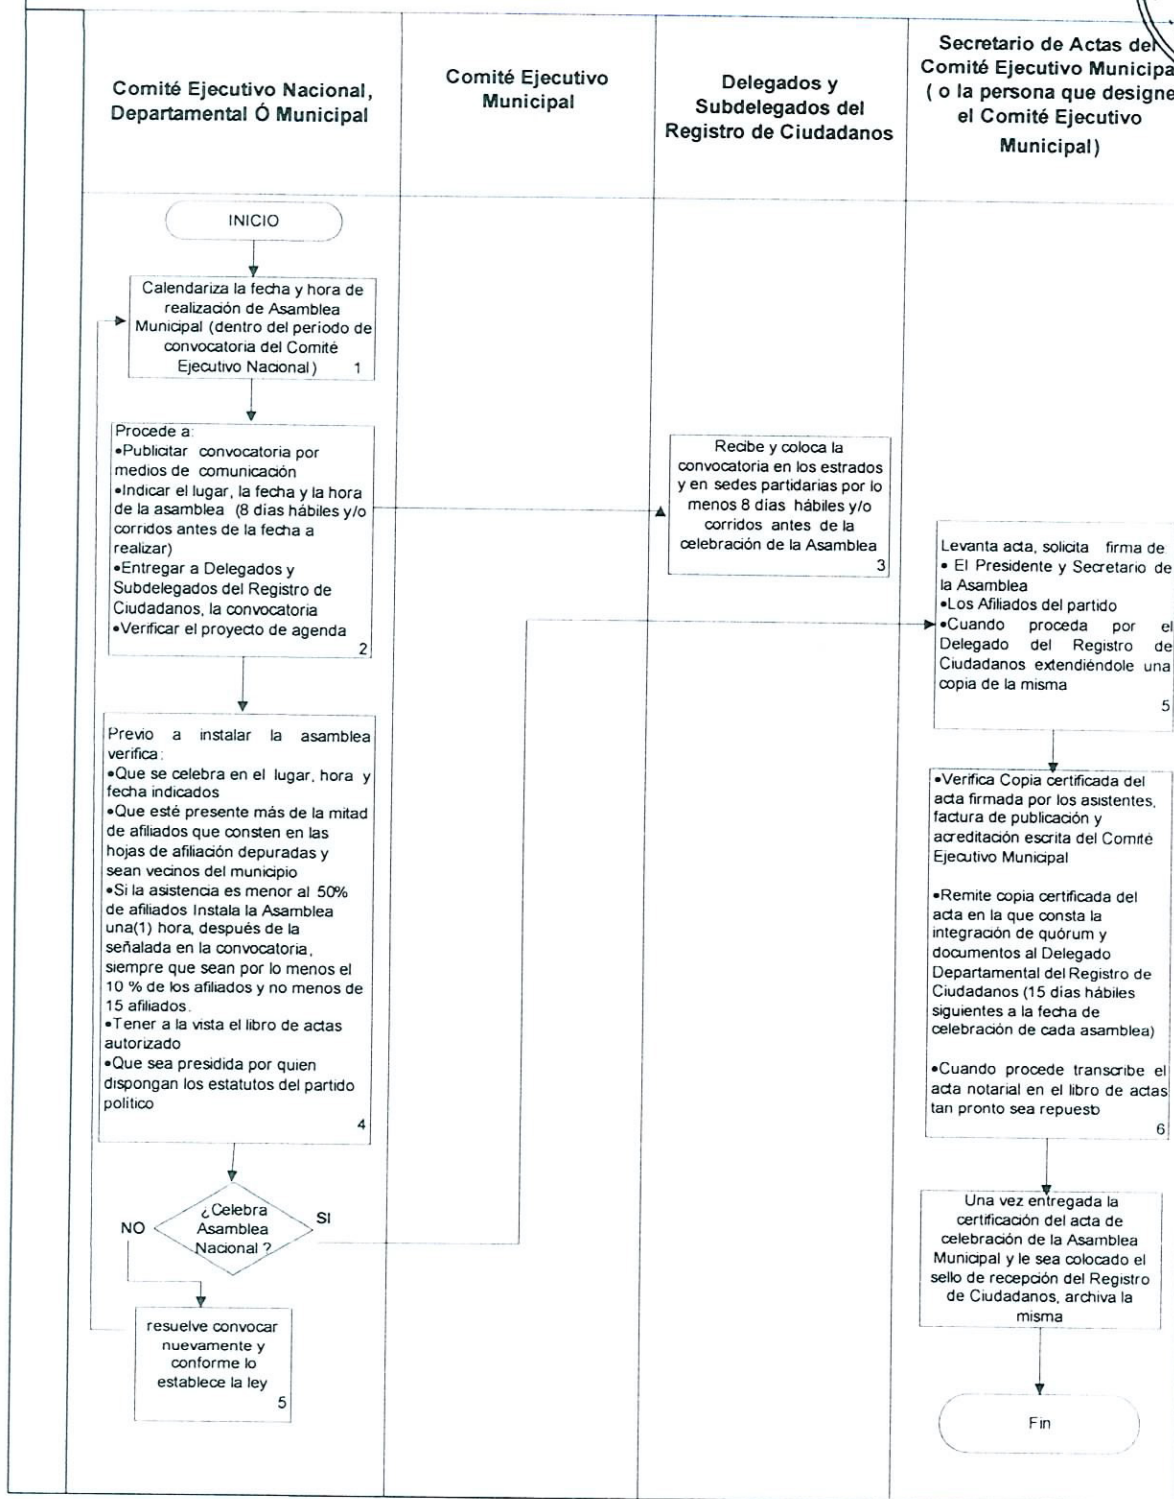 Comité Ejecutivo Nacional,
Departamental Ó Municipal
Comité Ejecutivo
Municipal
Delegados y
Subdelegados del
Registro de Ciudadanos
Secretario de Actas del
Comité Ejecutivo Municipa
( o la persona que designe
el Comité Ejecutivo
Municipal)
INICIO
Calendariza la fecha y hora de
realización de Asamblea
Municipal (dentro del periodo de
convocatoria del Comité
Ejecutivo Nacional) 1
Procede a:
•Publicitar convocatoria por
medios de comunicación
•Indicar el lugar, la fecha y la hora
de la asamblea (8 días hábiles y/o
corridos antes de la fecha a
realizar)
•Entregar a Delegados y
Subdelegados del Registro de
Ciudadanos, la convocatoria
•Verificar el proyecto de agenda
2
Recibe y coloca la
convocatoria en los estrados
y en sedes partidarias por lo
menos 8 días hábiles y/o
corridos antes de la
celebración de la Asamblea
3
Previo a instalar la asamblea
verifica:
•Que se celebra en el lugar, hora y
fecha indicados
•Que esté presente más de la mitad
de afiliados que consten en las
hojas de afiliación depuradas y
sean vecinos del municipio
•Si la asistencia es menor al 50%
de afiliados Instala la Asamblea
una(1) hora, después de la
señalada en la convocatoria,
siempre que sean por lo menos el
10 % de los afiliados y no menos de
15 afiliados.
•Tener a la vista el libro de actas
autorizado
•Que sea presidida por quien
dispongan los estatutos del partido
político
4
¿Celebra
Asamblea
Nacional ?
NO
SI
resuelve convocar
nuevamente y
conforme lo
establece la ley
5
Levanta acta, solicita firma de
• El Presidente y Secretario de
la Asamblea
•Los Afiliados del partido
•Cuando proceda por el
Delegado del Registro de
Ciudadanos extendiéndole una
copia de la misma
5
•Verifica Copia certificada del
acta firmada por los asistentes,
factura de publicación y
acreditación escrita del Comité
Ejecutivo Municipal
•Remite copia certificada del
acta en la que consta la
integración de quórum y
documentos al Delegado
Departamental del Registro de
Ciudadanos (15 días hábiles
siguientes a la fecha de
celebración de cada asamblea)
•Cuando procede transcribe el
acta notarial en el libro de actas
tan pronto sea repuesto
6
Una vez entregada la
certificación del acta de
celebración de la Asamblea
Municipal y le sea colocado el
sello de recepción del Registro
de Ciudadanos, archiva la
misma
Fin